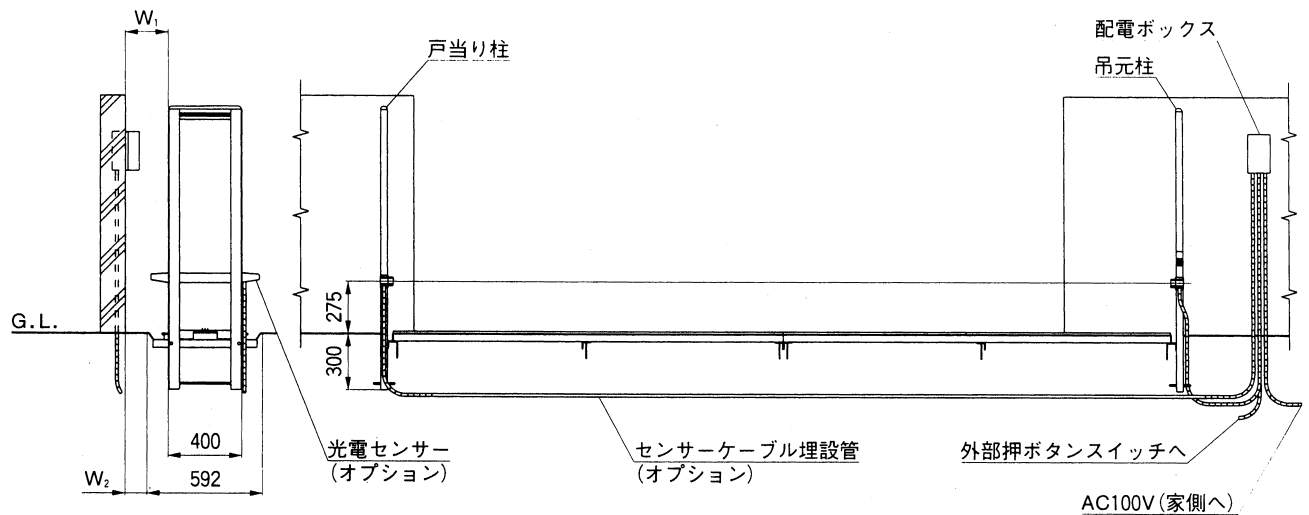 W₁
戸当り柱
配電ボックス
吊元柱
G.L.
275
300
400
592
W₂
光電センサー
(オプション)
センサーケーブル埋設管
(オプション)
外部押ボタンスイッチへ
AC100V(家側へ)